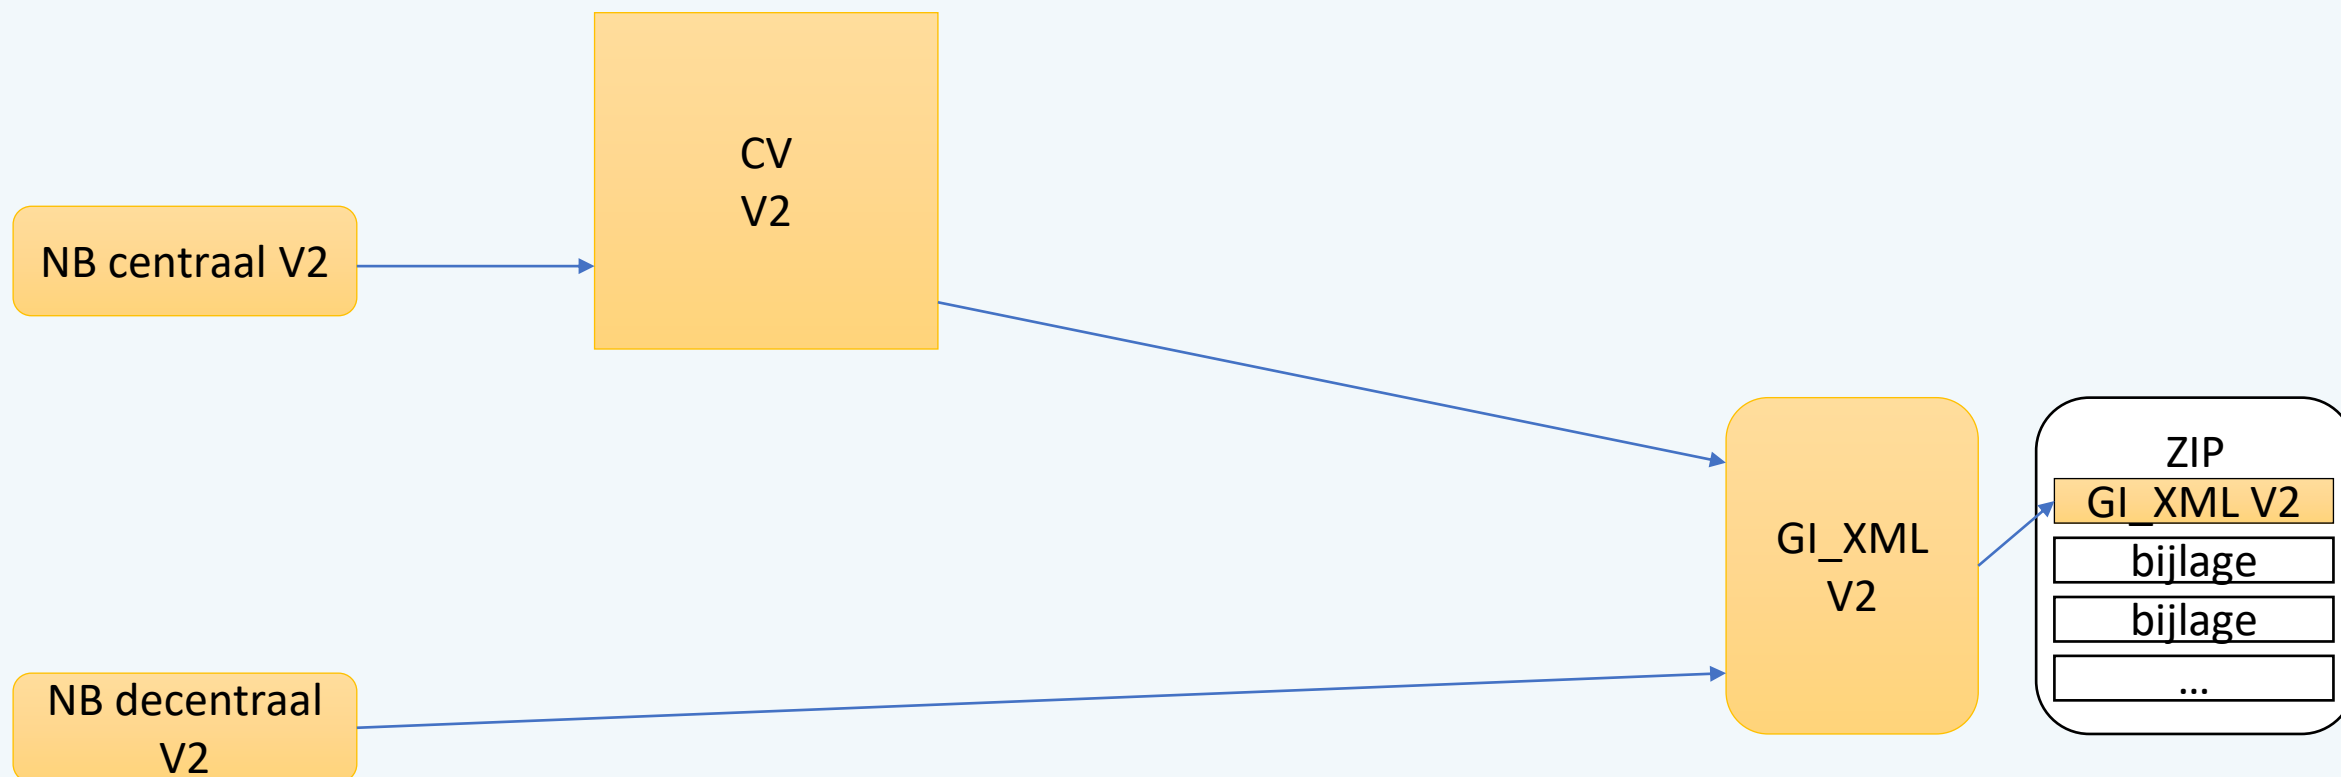 CV
V2
NB centraal V2
ZIP
GI_XML V2
GI_XML
V2
bijlage
bijlage
...
NB decentraal
V2